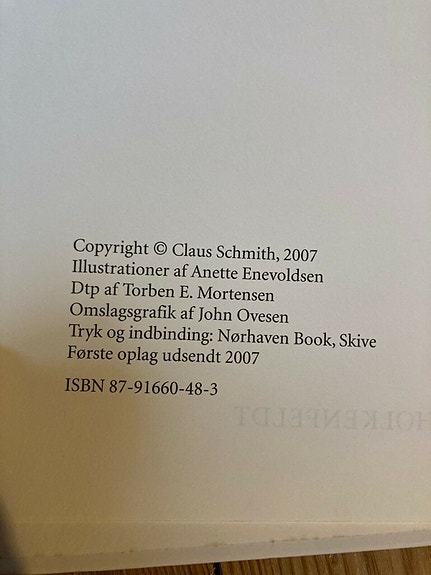 Copyright © Claus Schmith, 2007
Illustrationer af Anette Enevoldsen
Dtp af Torben E. Mortensen
Omslagsgrafik af John Ovesen
Tryk og indbinding: Nørhaven Book, Skive
Første oplag udsendt 2007
ISBN 87-91660-48-3